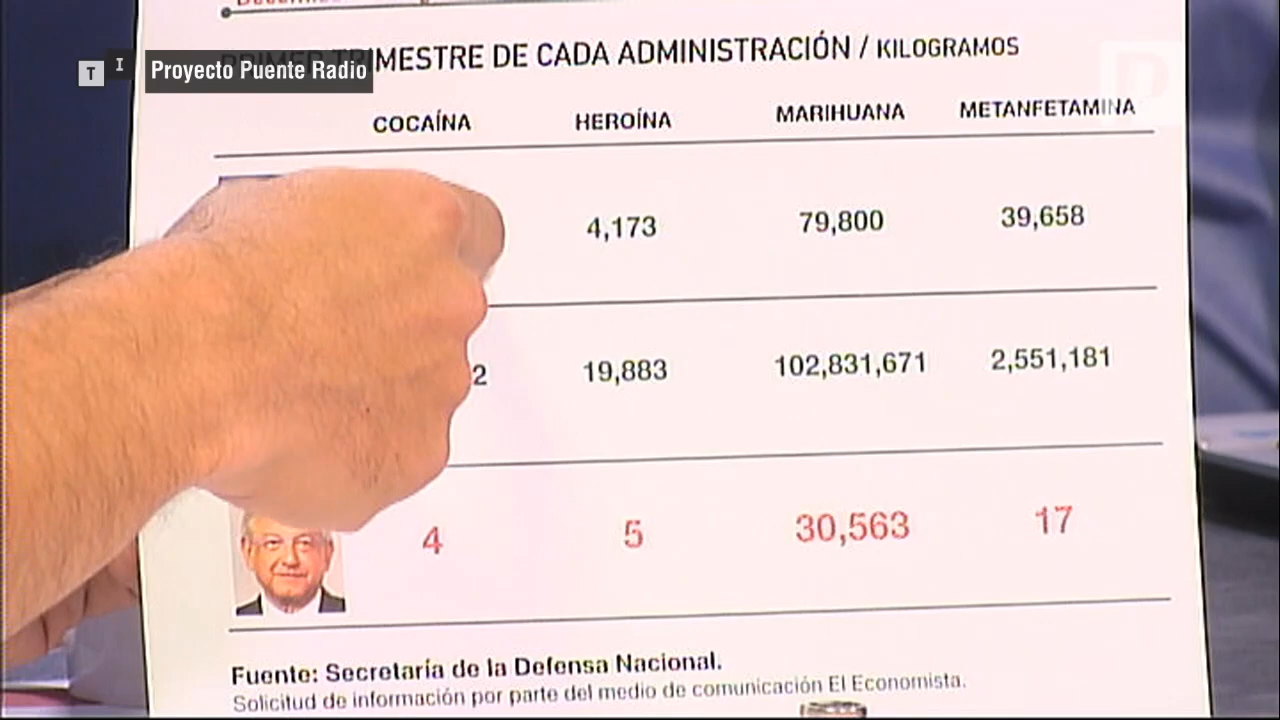 T
I
Proyecto Puente Radio
TRIMESTRE DE CADA ADMINISTRACIÓN / KILOGRAMOS
COCAÍNA HEROÍNA MARIHUANA METANFETAMINA
4,173 79,800 39,658
2 19,883 102,831,671 2,551,181
4 5 30,563 17
Fuente: Secretaría de la Defensa Nacional.
Solicitud de información por parte del medio de comunicación El Economista.
D